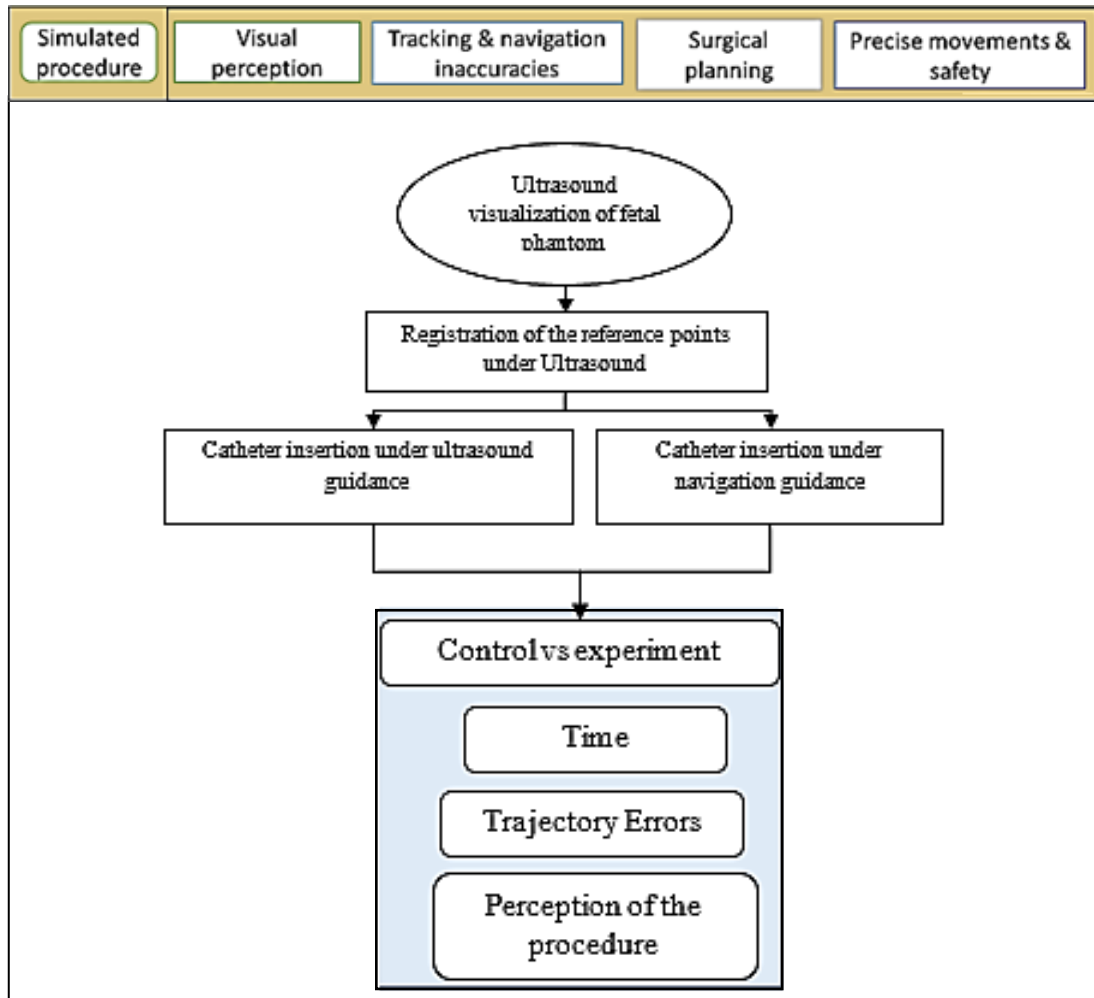 Simulated
procedure
Visual
perception
Tracking & navigation
inaccuracies
Surgical
planning
Precise movements &
safety
Ultrasound
visualization of fetal
phantom
Registration of the reference points
under Ultrasound
Catheter insertion under ultrasound
guidance
Catheter insertion under
navigation guidance
Control vs experiment
Time
Trajectory Errors
Perception of the
procedure